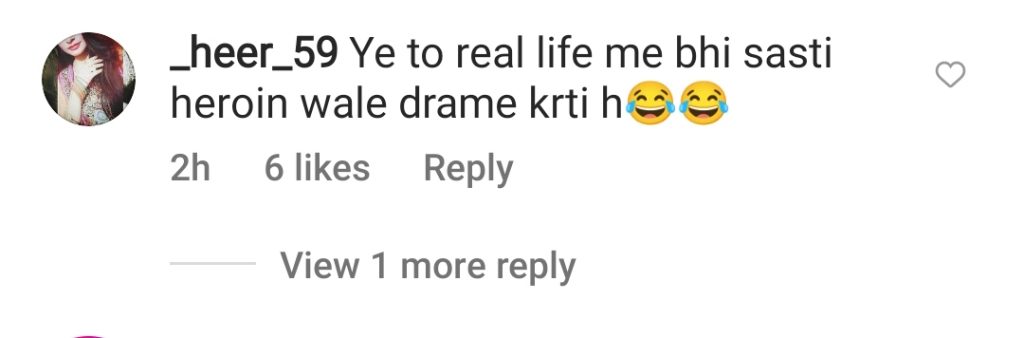 _heer_59 Ye to real life me bhi sasti
heroin wale drame krti h😂😂
2h 6 likes Reply
View 1 more reply